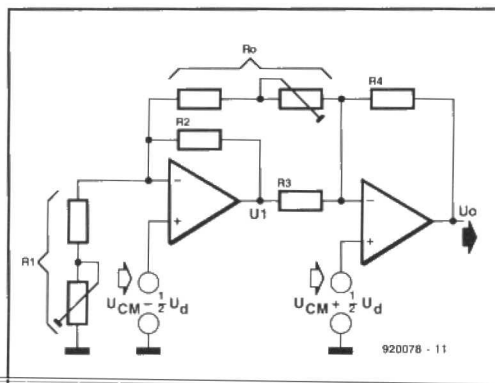 Ro
R2
R4
−
+
U1
R3
−
+
Uo
R1
UCM − ½ Ud
UCM + ½ Ud
920078 - 11